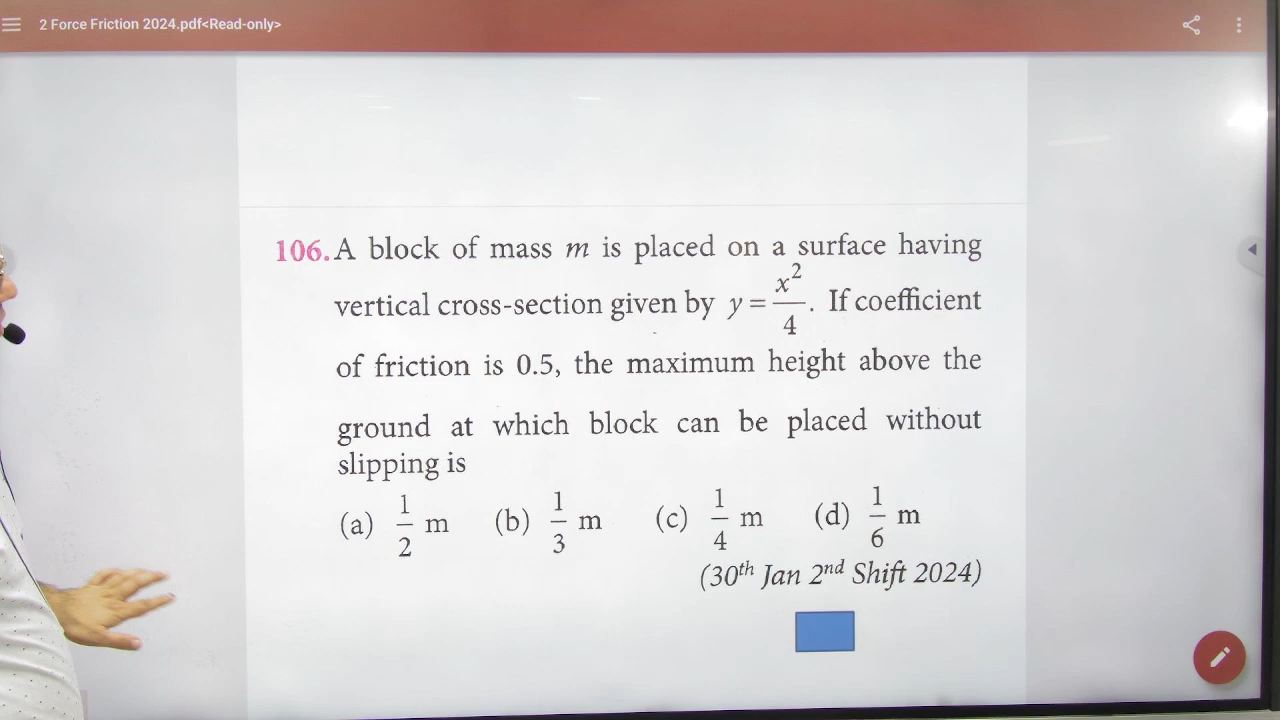 2 Force Friction 2024.pdf<Read-only>
106. A block of mass m is placed on a surface having
vertical cross-section given by y = x²/4. If coefficient
of friction is 0.5, the maximum height above the
ground at which block can be placed without
slipping is
(a) 1/2 m (b) 1/3 m (c) 1/4 m (d) 1/6 m
(30th Jan 2nd Shift 2024)